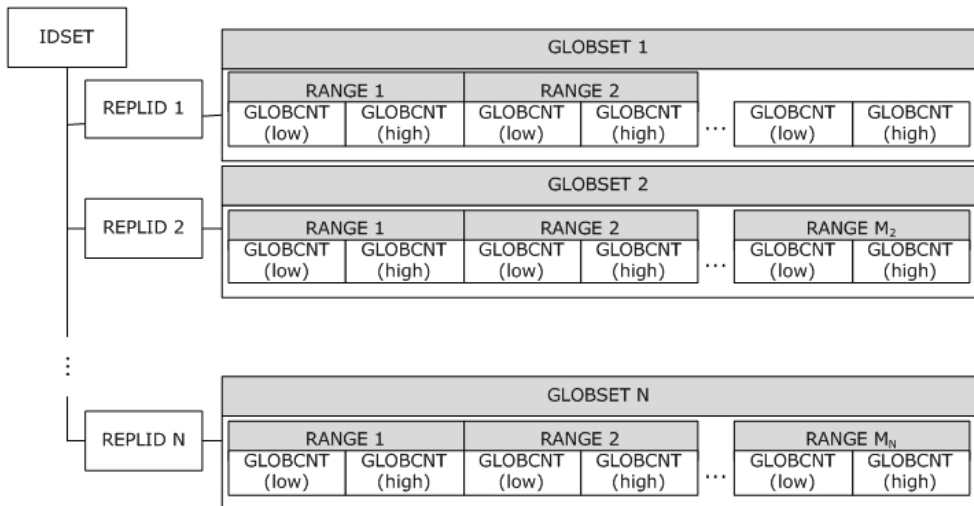 IDSET
GLOBSET 1
REPLID 1
RANGE 1 RANGE 2
GLOBCNT GLOBCNT GLOBCNT GLOBCNT GLOBCNT GLOBCNT
(low) (high) (low) (high) ... (low) (high)
GLOBSET 2
REPLID 2
RANGE 1 RANGE 2 RANGE M₂
GLOBCNT GLOBCNT GLOBCNT GLOBCNT GLOBCNT GLOBCNT
(low) (high) (low) (high) ... (low) (high)
...
GLOBSET N
REPLID N
RANGE 1 RANGE 2 RANGE Mₙ
GLOBCNT GLOBCNT GLOBCNT GLOBCNT GLOBCNT GLOBCNT
(low) (high) (low) (high) ... (low) (high)